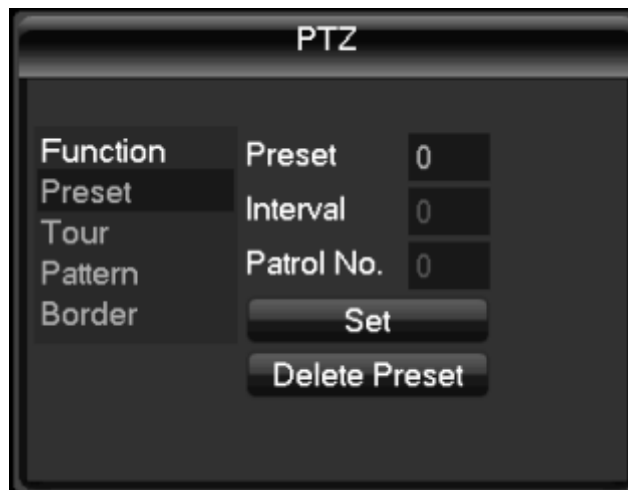 PTZ
Function
Preset
Tour
Pattern
Border
Preset 0
Interval 0
Patrol No. 0
Set
Delete Preset